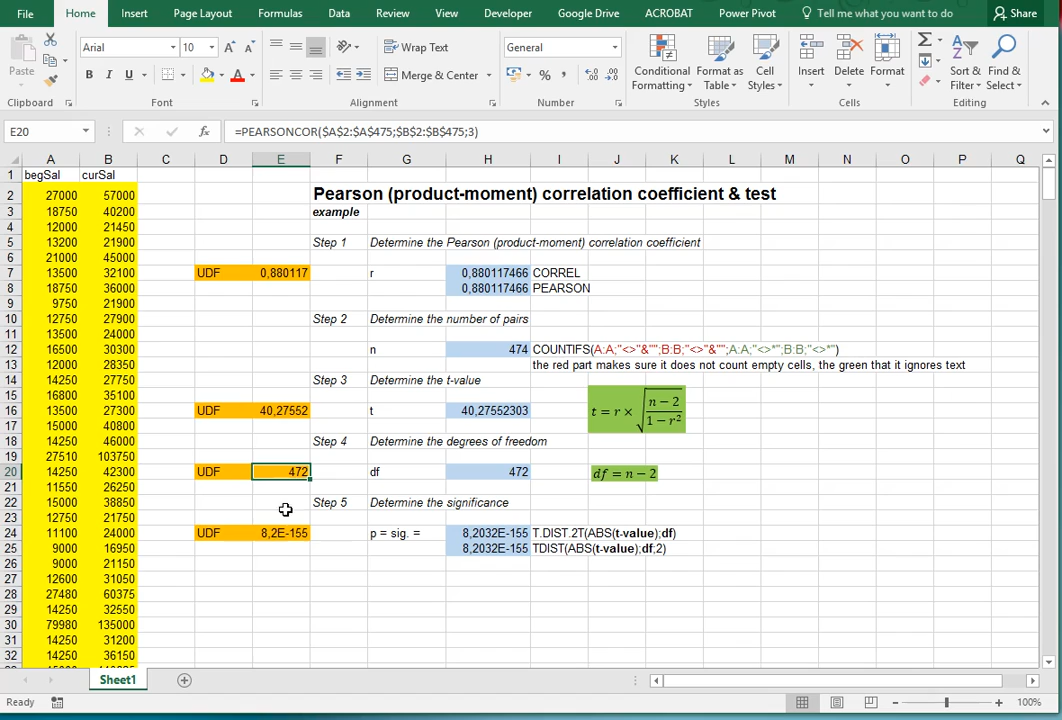 File Home Insert Page Layout Formulas Data Review View Developer Google Drive ACROBAT Power Pivot Tell me what you want to do Share
Arial 10 A A Wrap Text General
Paste B I U A Merge & Center % , Conditional Formatting Format as Table Cell Styles Insert Delete Format Sort & Filter Find & Select
Clipboard Font Alignment Number Styles Cells Editing
E20 fx =PEARSONCOR($A$2:$A$475;$B$2:$B$475;3)
A B C D E F G H I J K L M N O P Q
1 begSal curSal
2 27000 57000 Pearson (product-moment) correlation coefficient & test
3 18750 40200 example
4 12000 21450
5 13200 21900 Step 1 Determine the Pearson (product-moment) correlation coefficient
6 21000 45000
7 13500 32100 UDF 0,880117 r 0,880117466 CORREL
8 18750 36000 0,880117466 PEARSON
9 9750 21900
10 12750 27900 Step 2 Determine the number of pairs
11 13500 24000
12 16500 30300 n 474 COUNTIFS(A:A;"<>"&"";B:B;"<>"&"";A:A;"<>*";B:B;"<>*")
13 12000 28350 the red part makes sure it does not count empty cells, the green that it ignores text
14 14250 27750 Step 3 Determine the t-value
15 16800 35100
16 13500 27300 UDF 40,27552 t 40,27552303 t = r × √((n − 2)/(1 − r²))
17 15000 40800
18 14250 46000 Step 4 Determine the degrees of freedom
19 27510 103750
20 14250 42300 UDF 472 df 472 df = n − 2
21 11550 26250
22 15000 38850 Step 5 Determine the significance
23 12750 21750
24 11100 24000 UDF 8,2E-155 p = sig. = 8,2032E-155 T.DIST.2T(ABS(t-value);df)
25 9000 16950 8,2032E-155 TDIST(ABS(t-value);df;2)
26 9000 21150
27 12600 31050
28 27480 60375
29 14250 32550
30 79980 135000
31 14250 31200
32 14250 36150
Sheet1
Ready 100%